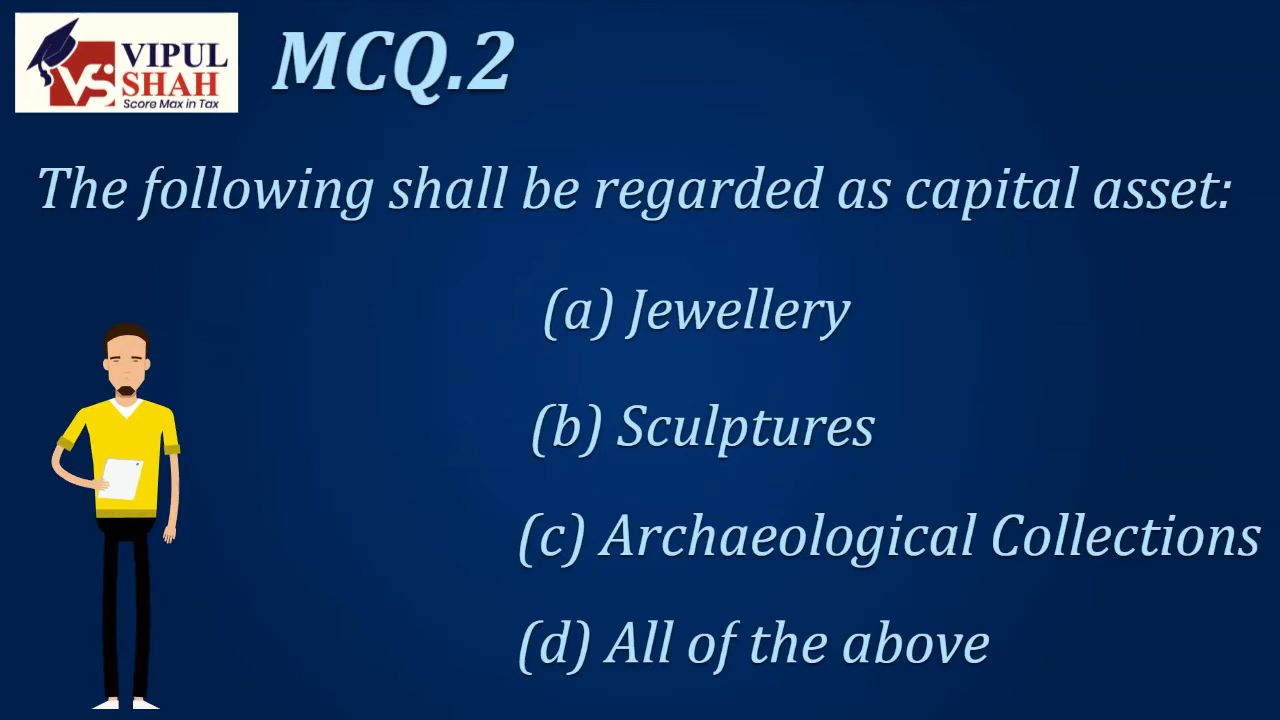 VIPUL
SHAH
Score Max in Tax
MCQ.2
The following shall be regarded as capital asset:
(a) Jewellery
(b) Sculptures
(c) Archaeological Collections
(d) All of the above